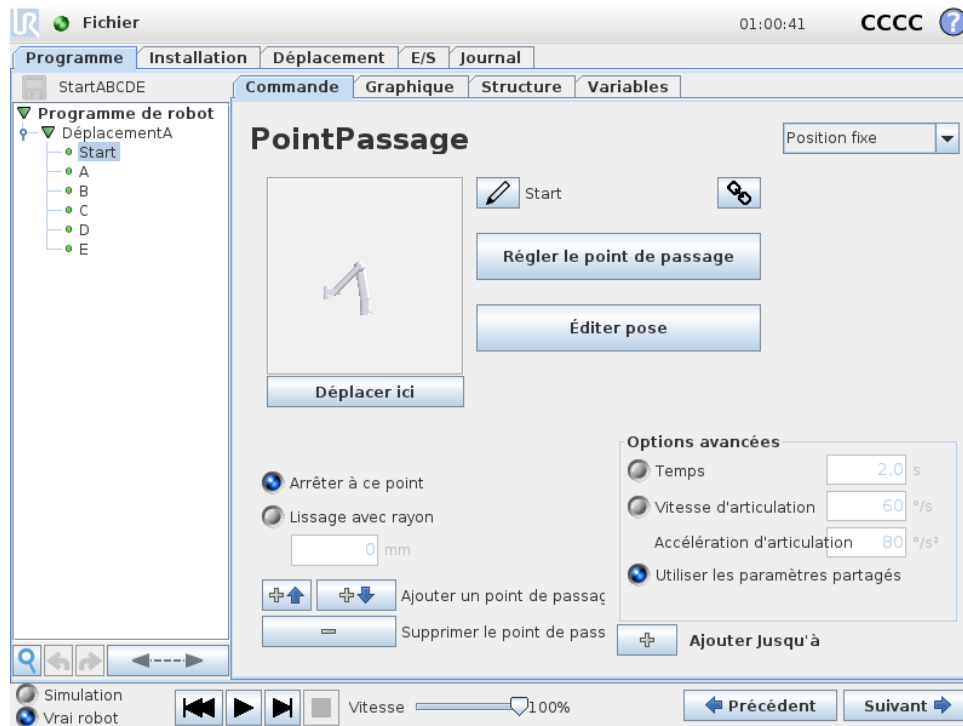 UR Fichier 01:00:41 CCCC ?
Programme Installation Déplacement E/S Journal
StartABCDE Commande Graphique Structure Variables
Programme de robot
DéplacementA
Start
A
B
C
D
E
PointPassage Position fixe
Start
Régler le point de passage
Éditer pose
Déplacer ici
Arrêter à ce point
Lissage avec rayon
0 mm
Ajouter un point de passag
Supprimer le point de pass
Options avancées
Temps 2,0 s
Vitesse d'articulation 60 °/s
Accélération d'articulation 80 °/s²
Utiliser les paramètres partagés
Ajouter Jusqu'à
Simulation
Vrai robot
Vitesse 100% Précédent Suivant